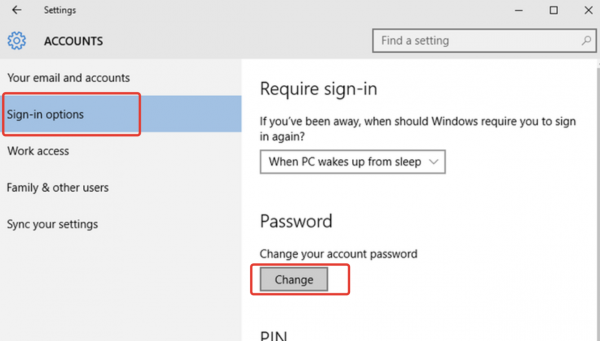 Settings
ACCOUNTS
Find a setting
Your email and accounts
Sign-in options
Work access
Family & other users
Sync your settings
Require sign-in
If you've been away, when should Windows require you to sign
in again?
When PC wakes up from sleep
Password
Change your account password
Change
PIN